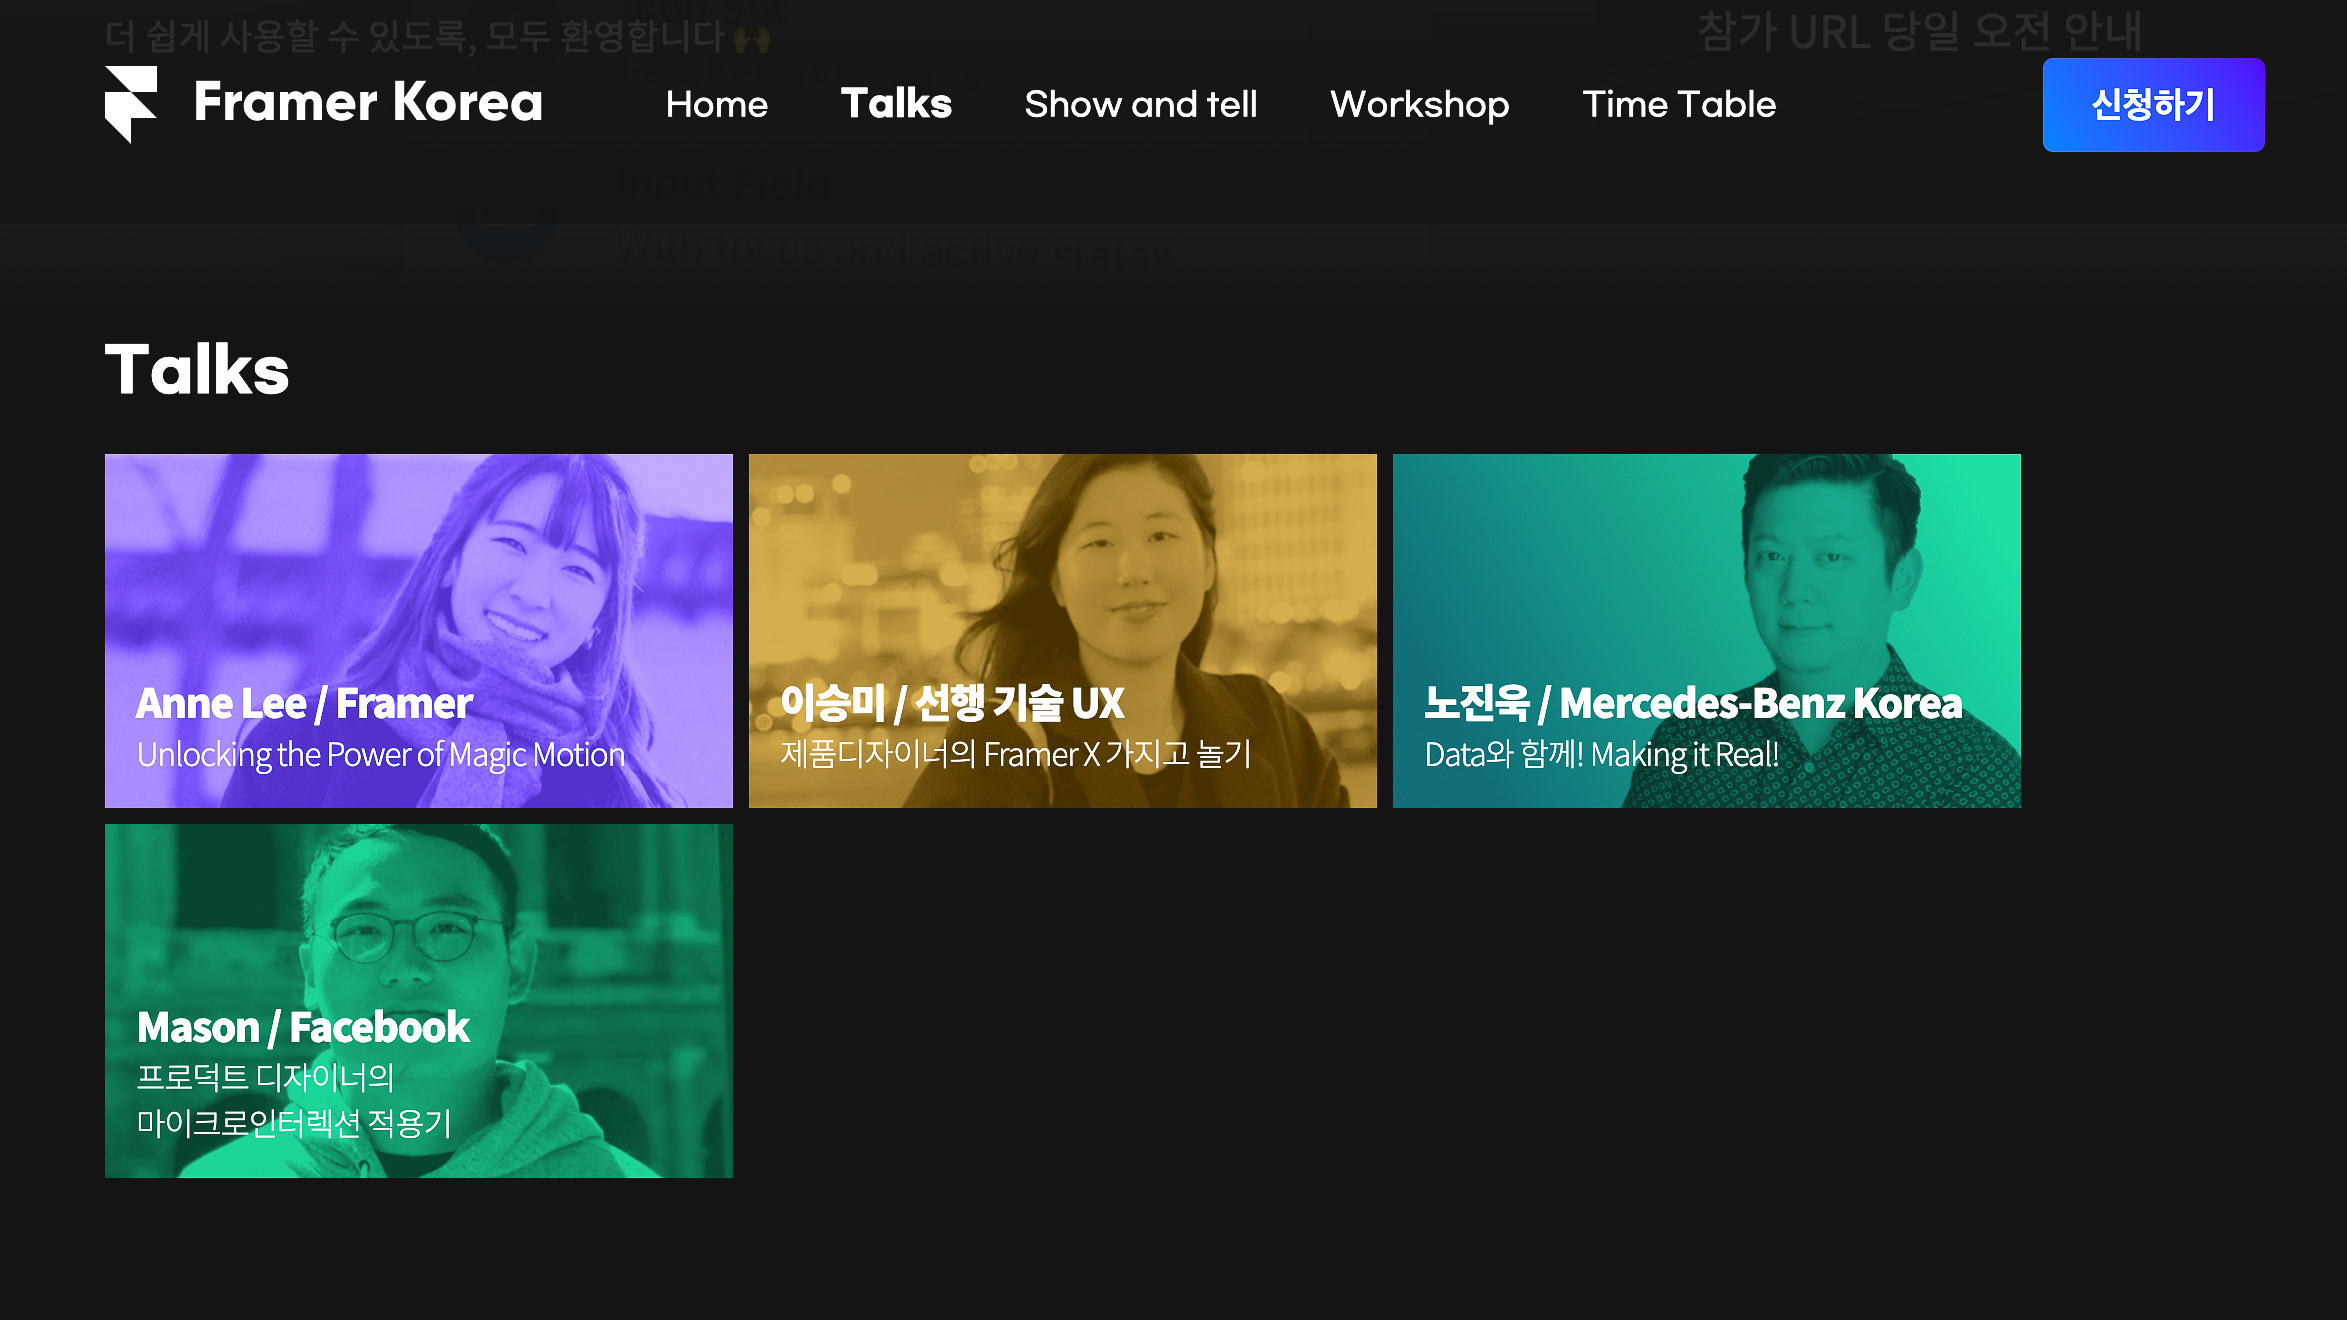 더 쉽게 사용할 수 있도록, 모두 환영합니다 🙌
Icon Set
참가 URL 당일 오전 안내
Framer Korea
Home
Talks
Show and tell
Workshop
Time Table
신청하기
Input Field
With focus and active states
Talks
Anne Lee / Framer
Unlocking the Power of Magic Motion
이승미 / 선행 기술 UX
제품디자이너의 Framer X 가지고 놀기
노진욱 / Mercedes-Benz Korea
Data와 함께! Making it Real!
Mason / Facebook
프로덕트 디자이너의
마이크로인터렉션 적용기